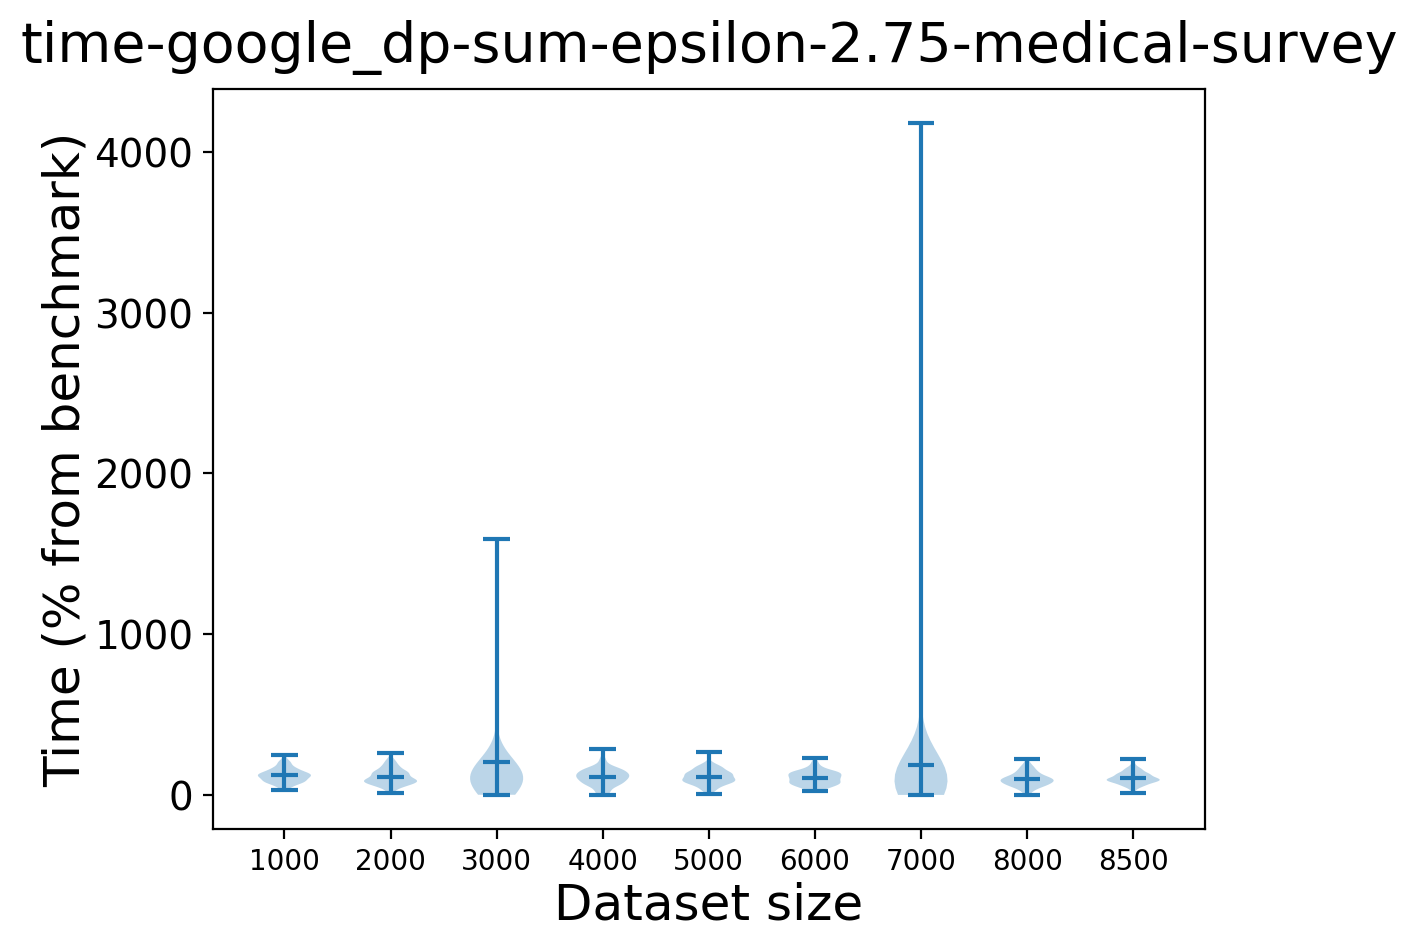 time-google_dp-sum-epsilon-2.75-medical-survey
Time (% from benchmark)
4000
3000
2000
1000
0
1000 2000 3000 4000 5000 6000 7000 8000 8500
Dataset size